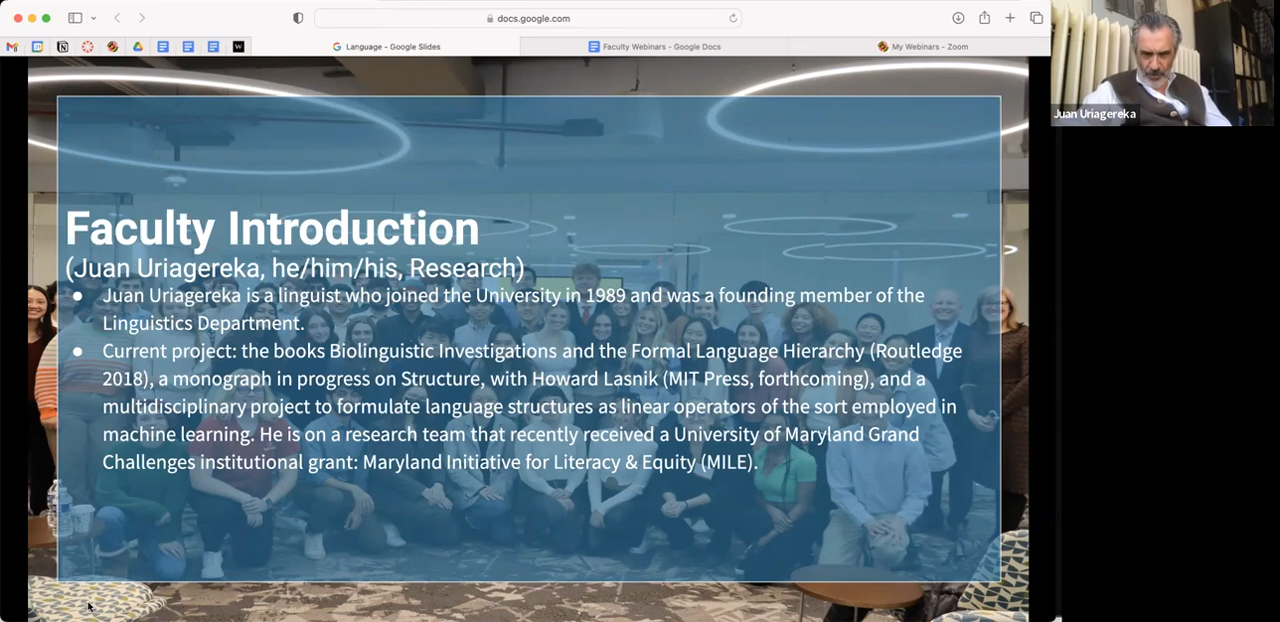 docs.google.com
W
Language - Google Slides
Faculty Webinars - Google Docs
My Webinars - Zoom
Juan Uriagereka
Faculty Introduction
(Juan Uriagereka, he/him/his, Research)
Juan Uriagereka is a linguist who joined the University in 1989 and was a founding member of the
Linguistics Department.
Current project: the books Biolinguistic Investigations and the Formal Language Hierarchy (Routledge
2018), a monograph in progress on Structure, with Howard Lasnik (MIT Press, forthcoming), and a
multidisciplinary project to formulate language structures as linear operators of the sort employed in
machine learning. He is on a research team that recently received a University of Maryland Grand
Challenges institutional grant: Maryland Initiative for Literacy & Equity (MILE).